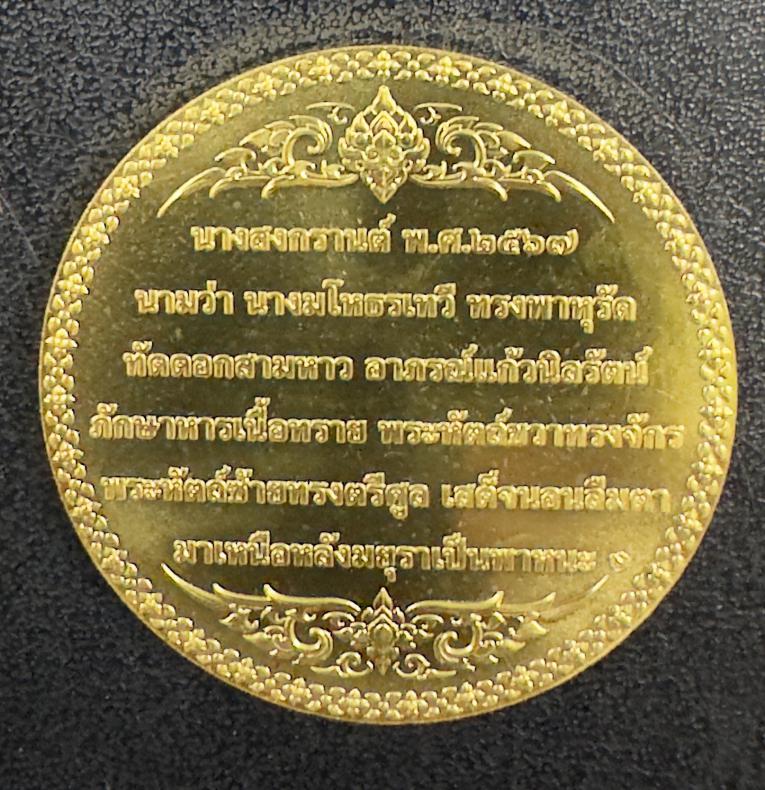 นางสงกรานต์ พ.ศ.๒๕๖๗
นามว่า นางมโหธรเทวี ทรงพาหุรัด
ทัดดอกสามหาว อาภรณ์แก้วนิลรัตน์
ภักษาหารเนื้อทราย พระหัตถ์ขวาทรงจักร
พระหัตถ์ซ้ายทรงตรีศูล เสด็จนอนลืมตา
มาเหนือหลังมยุราเป็นพาหนะ ๑